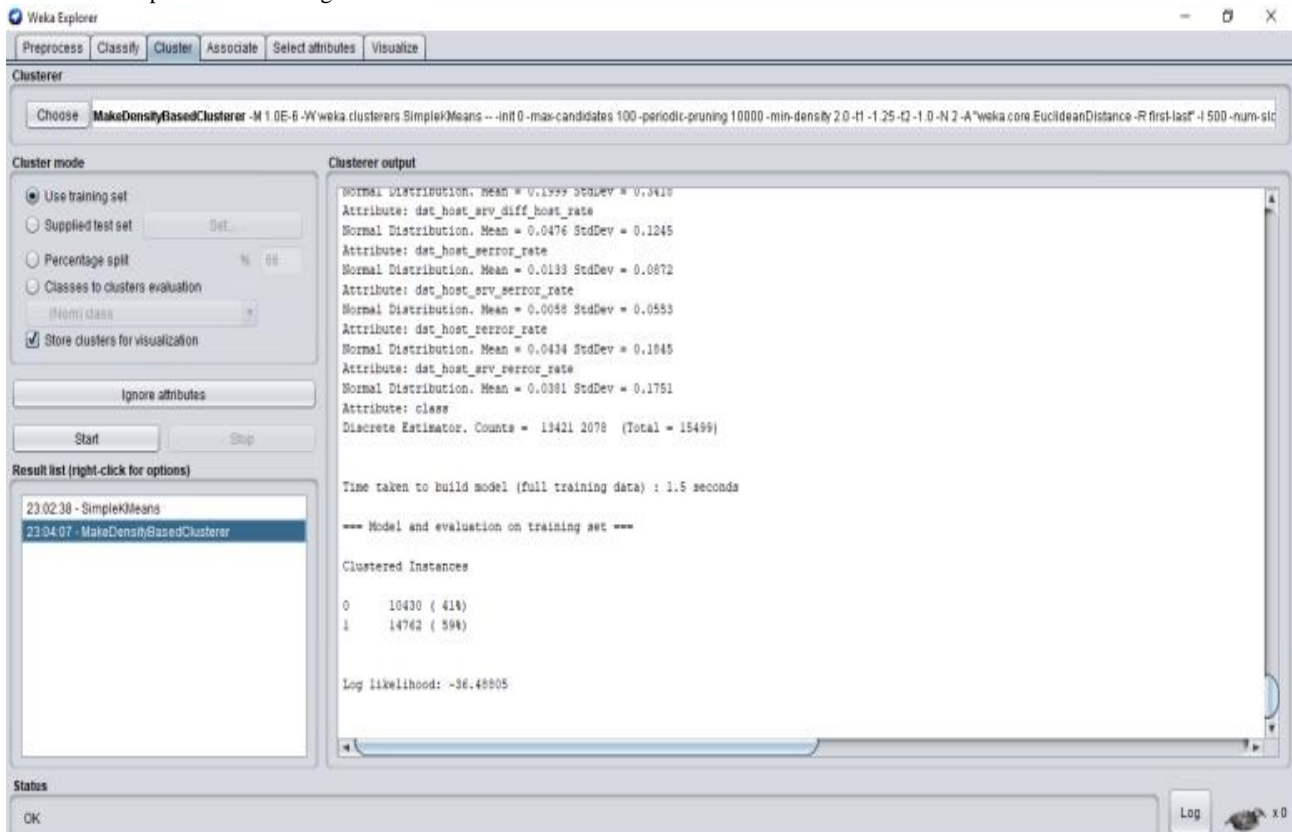 Weka Explorer
Preprocess Classify Cluster Associate Select attributes Visualize
Clusterer
Choose MakeDensityBasedClusterer -M 1.0E-6 -W weka.clusterers.SimpleKMeans -- -init 0 -max-candidates 100 -periodic-pruning 10000 -min-density 2.0 -t1 -1.25 -t2 -1.0 -N 2 -A "weka.core.EuclideanDistance -R first-last" -I 500 -num-slo
Cluster mode
Use training set
Supplied test set Set...
Percentage split % 66
Classes to clusters evaluation
(Nom) class
Store clusters for visualization
Ignore attributes
Start Stop
Result list (right-click for options)
23:02:38 - SimpleKMeans
23:04:07 - MakeDensityBasedClusterer
Clusterer output
Normal Distribution. Mean = 0.1999 StdDev = 0.3418
Attribute: dst_host_srv_diff_host_rate
Normal Distribution. Mean = 0.0476 StdDev = 0.1245
Attribute: dst_host_serror_rate
Normal Distribution. Mean = 0.0133 StdDev = 0.0872
Attribute: dst_host_srv_serror_rate
Normal Distribution. Mean = 0.0058 StdDev = 0.0553
Attribute: dst_host_rerror_rate
Normal Distribution. Mean = 0.0434 StdDev = 0.1845
Attribute: dst_host_srv_rerror_rate
Normal Distribution. Mean = 0.0381 StdDev = 0.1751
Attribute: class
Discrete Estimator. Counts = 13421 2078 (Total = 15499)
Time taken to build model (full training data) : 1.5 seconds
=== Model and evaluation on training set ===
Clustered Instances
0 10430 ( 41%)
1 14762 ( 59%)
Log likelihood: -36.48805
Status
OK
Log
x 0